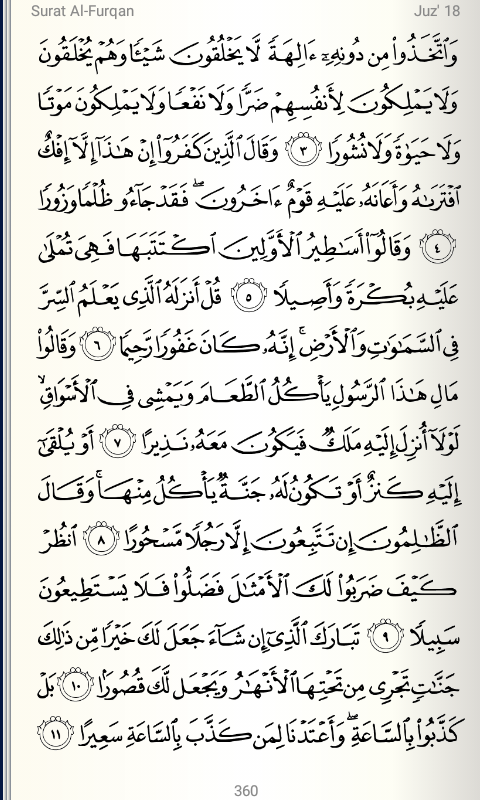 Surat Al-Furqan
Juz' 18
وَٱتَّخَذُوا۟ مِن دُونِهِۦٓ ءَالِهَةً لَّا يَخْلُقُونَ شَيْـًٔا وَهُمْ يُخْلَقُونَ
وَلَا يَمْلِكُونَ لِأَنفُسِهِمْ ضَرًّا وَلَا نَفْعًا وَلَا يَمْلِكُونَ مَوْتًا
وَلَا حَيَوٰةً وَلَا نُشُورًا ٣ وَقَالَ ٱلَّذِينَ كَفَرُوٓا۟ إِنْ هَـٰذَآ إِلَّآ إِفْكٌ
ٱفْتَرَىٰهُ وَأَعَانَهُۥ عَلَيْهِ قَوْمٌ ءَاخَرُونَ ۖ فَقَدْ جَآءُو ظُلْمًا وَزُورًا
٤ وَقَالُوٓا۟ أَسَـٰطِيرُ ٱلْأَوَّلِينَ ٱكْتَتَبَهَا فَهِىَ تُمْلَىٰ
عَلَيْهِ بُكْرَةً وَأَصِيلًا ٥ قُلْ أَنزَلَهُ ٱلَّذِى يَعْلَمُ ٱلسِّرَّ
فِى ٱلسَّمَـٰوَٰتِ وَٱلْأَرْضِ ۚ إِنَّهُۥ كَانَ غَفُورًا رَّحِيمًا ٦ وَقَالُوا۟
مَالِ هَـٰذَا ٱلرَّسُولِ يَأْكُلُ ٱلطَّعَامَ وَيَمْشِى فِى ٱلْأَسْوَاقِ ۙ
لَوْلَآ أُنزِلَ إِلَيْهِ مَلَكٌ فَيَكُونَ مَعَهُۥ نَذِيرًا ٧ أَوْ يُلْقَىٰٓ
إِلَيْهِ كَنزٌ أَوْ تَكُونُ لَهُۥ جَنَّةٌ يَأْكُلُ مِنْهَا ۚ وَقَالَ
ٱلظَّـٰلِمُونَ إِن تَتَّبِعُونَ إِلَّا رَجُلًا مَّسْحُورًا ٨ ٱنظُرْ
كَيْفَ ضَرَبُوا۟ لَكَ ٱلْأَمْثَـٰلَ فَضَلُّوا۟ فَلَا يَسْتَطِيعُونَ
سَبِيلًا ٩ تَبَارَكَ ٱلَّذِىٓ إِن شَآءَ جَعَلَ لَكَ خَيْرًا مِّن ذَٰلِكَ
جَنَّـٰتٍ تَجْرِى مِن تَحْتِهَا ٱلْأَنْهَـٰرُ وَيَجْعَل لَّكَ قُصُورًۢا ١٠ بَلْ
كَذَّبُوا۟ بِٱلسَّاعَةِ ۖ وَأَعْتَدْنَا لِمَن كَذَّبَ بِٱلسَّاعَةِ سَعِيرًا ١١
360